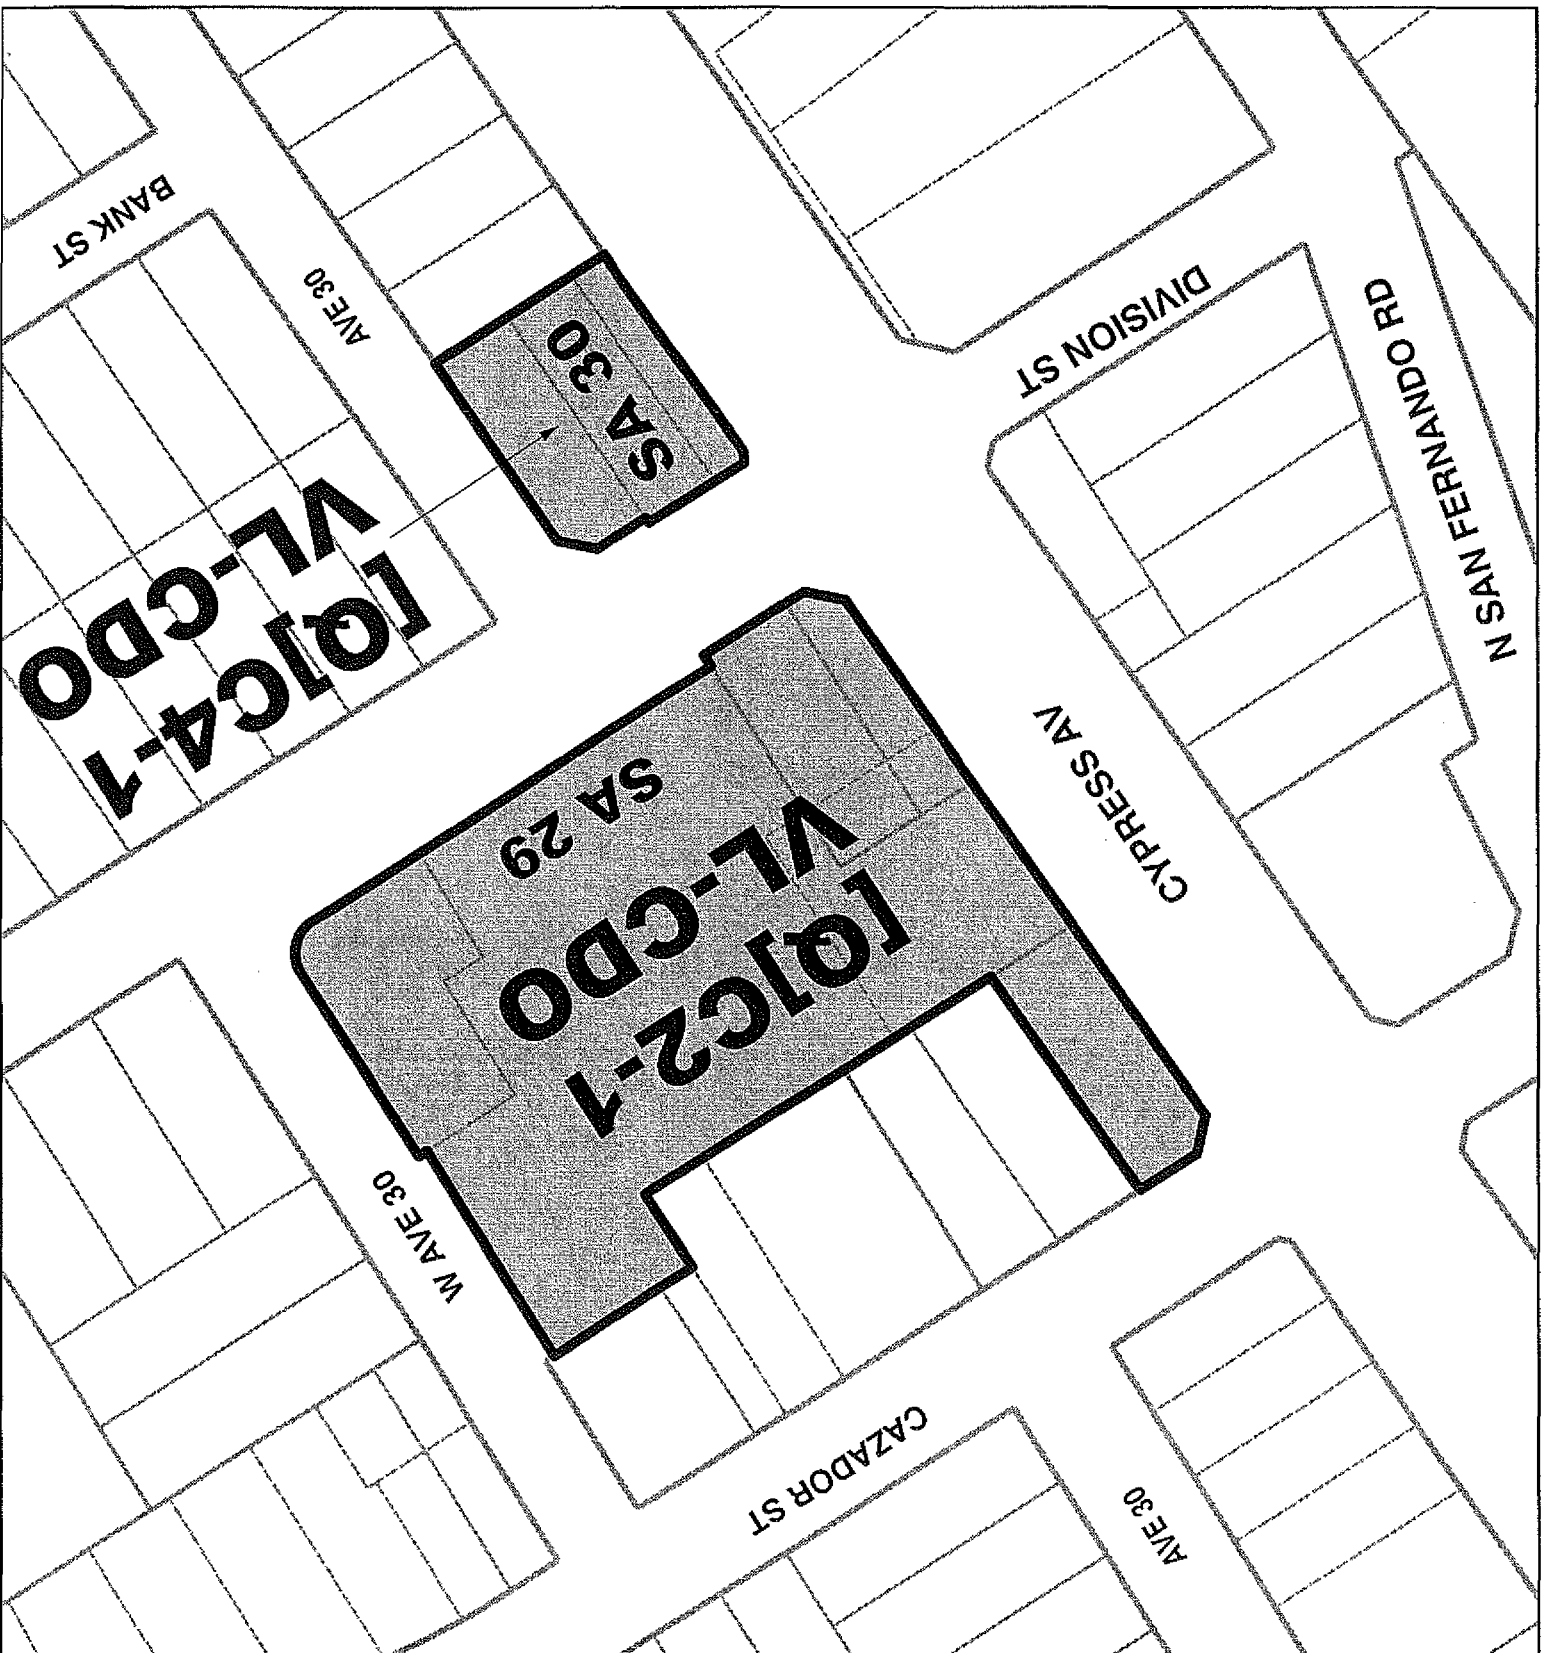 BANK ST
AVE 30
SA 30
[Q]C4-1
VL-CDO
DIVISION ST
N SAN FERNANDO RD
CYPRESS AV
SA 29
[Q]C2-1
VL-CDO
W AVE 30
CAZADOR ST
AVE 30